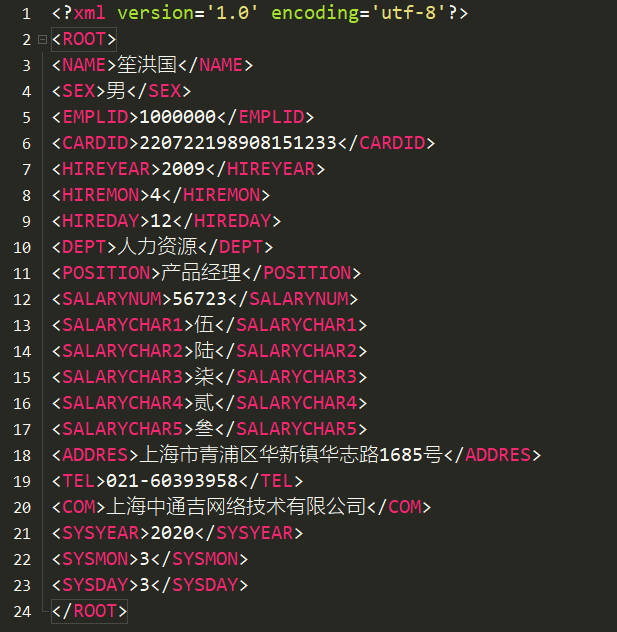 1 <?xml version='1.0' encoding='utf-8'?>
2 <ROOT>
3 <NAME>笙洪国</NAME>
4 <SEX>男</SEX>
5 <EMPLID>1000000</EMPLID>
6 <CARDID>220722198908151233</CARDID>
7 <HIREYEAR>2009</HIREYEAR>
8 <HIREMON>4</HIREMON>
9 <HIREDAY>12</HIREDAY>
10 <DEPT>人力资源</DEPT>
11 <POSITION>产品经理</POSITION>
12 <SALARYNUM>56723</SALARYNUM>
13 <SALARYCHAR1>伍</SALARYCHAR1>
14 <SALARYCHAR2>陆</SALARYCHAR2>
15 <SALARYCHAR3>柒</SALARYCHAR3>
16 <SALARYCHAR4>贰</SALARYCHAR4>
17 <SALARYCHAR5>叁</SALARYCHAR5>
18 <ADDRES>上海市青浦区华新镇华志路1685号</ADDRES>
19 <TEL>021-60393958</TEL>
20 <COM>上海中通吉网络技术有限公司</COM>
21 <SYSYEAR>2020</SYSYEAR>
22 <SYSMON>3</SYSMON>
23 <SYSDAY>3</SYSDAY>
24 </ROOT>